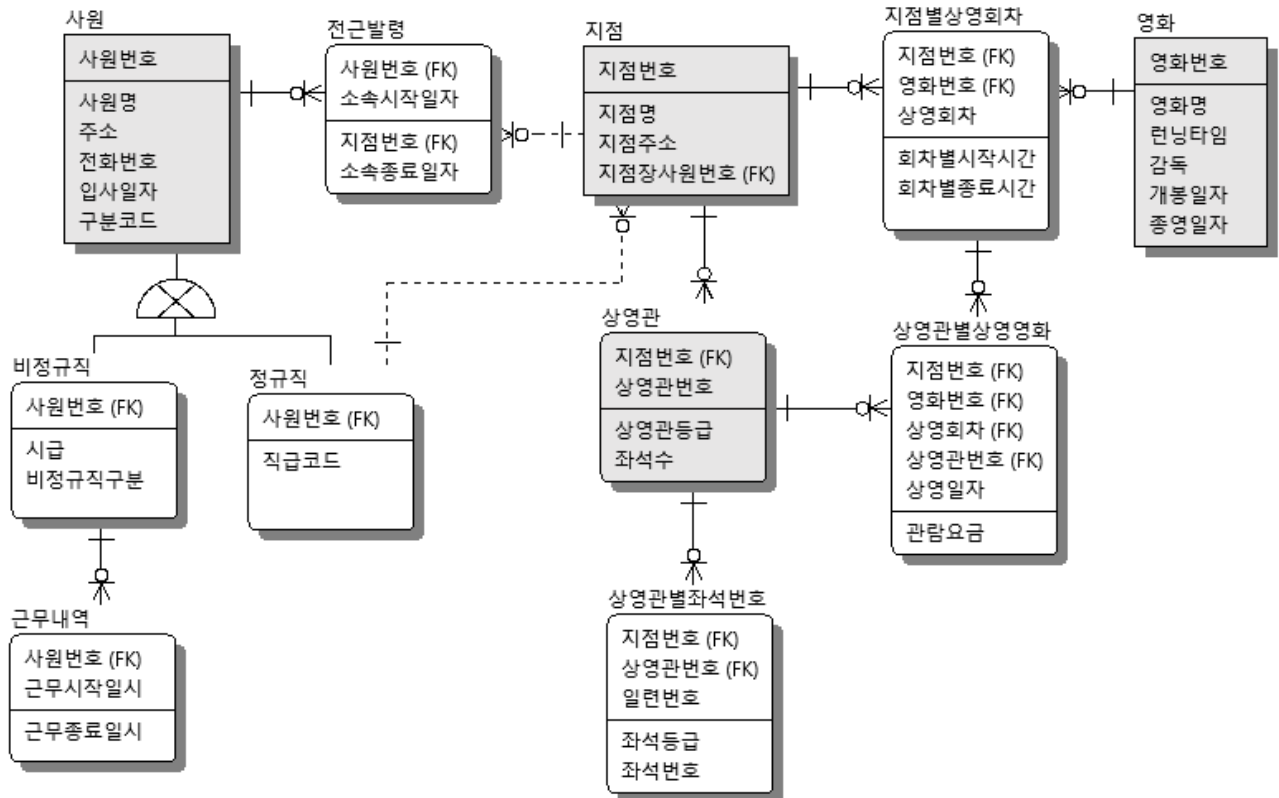 사원
사원번호
사원명
주소
전화번호
입사일자
구분코드
전근발령
사원번호 (FK)
소속시작일자
지점번호 (FK)
소속종료일자
지점
지점번호
지점명
지점주소
지점장사원번호 (FK)
지점별상영회차
지점번호 (FK)
영화번호 (FK)
상영회차
회차별시작시간
회차별종료시간
영화
영화번호
영화명
런닝타임
감독
개봉일자
종영일자
비정규직
사원번호 (FK)
시급
비정규직구분
정규직
사원번호 (FK)
직급코드
상영관
지점번호 (FK)
상영관번호
상영관등급
좌석수
상영관별상영영화
지점번호 (FK)
영화번호 (FK)
상영회차 (FK)
상영관번호 (FK)
상영일자
관람요금
근무내역
사원번호 (FK)
근무시작일시
근무종료일시
상영관별좌석번호
지점번호 (FK)
상영관번호 (FK)
일련번호
좌석등급
좌석번호